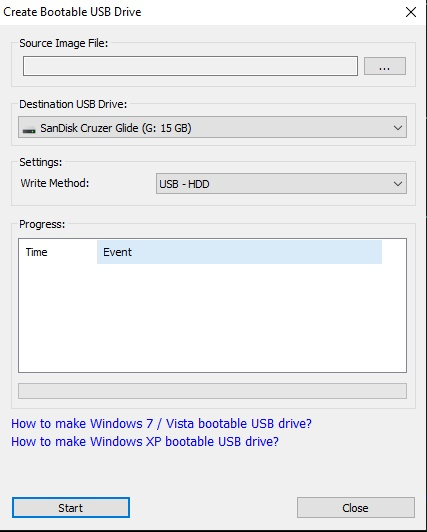 Create Bootable USB Drive
Source Image File:
...
Destination USB Drive:
SanDisk Cruzer Glide (G: 15 GB)
Settings:
Write Method:
USB - HDD
Progress:
Time Event
How to make Windows 7 / Vista bootable USB drive?
How to make Windows XP bootable USB drive?
Start Close